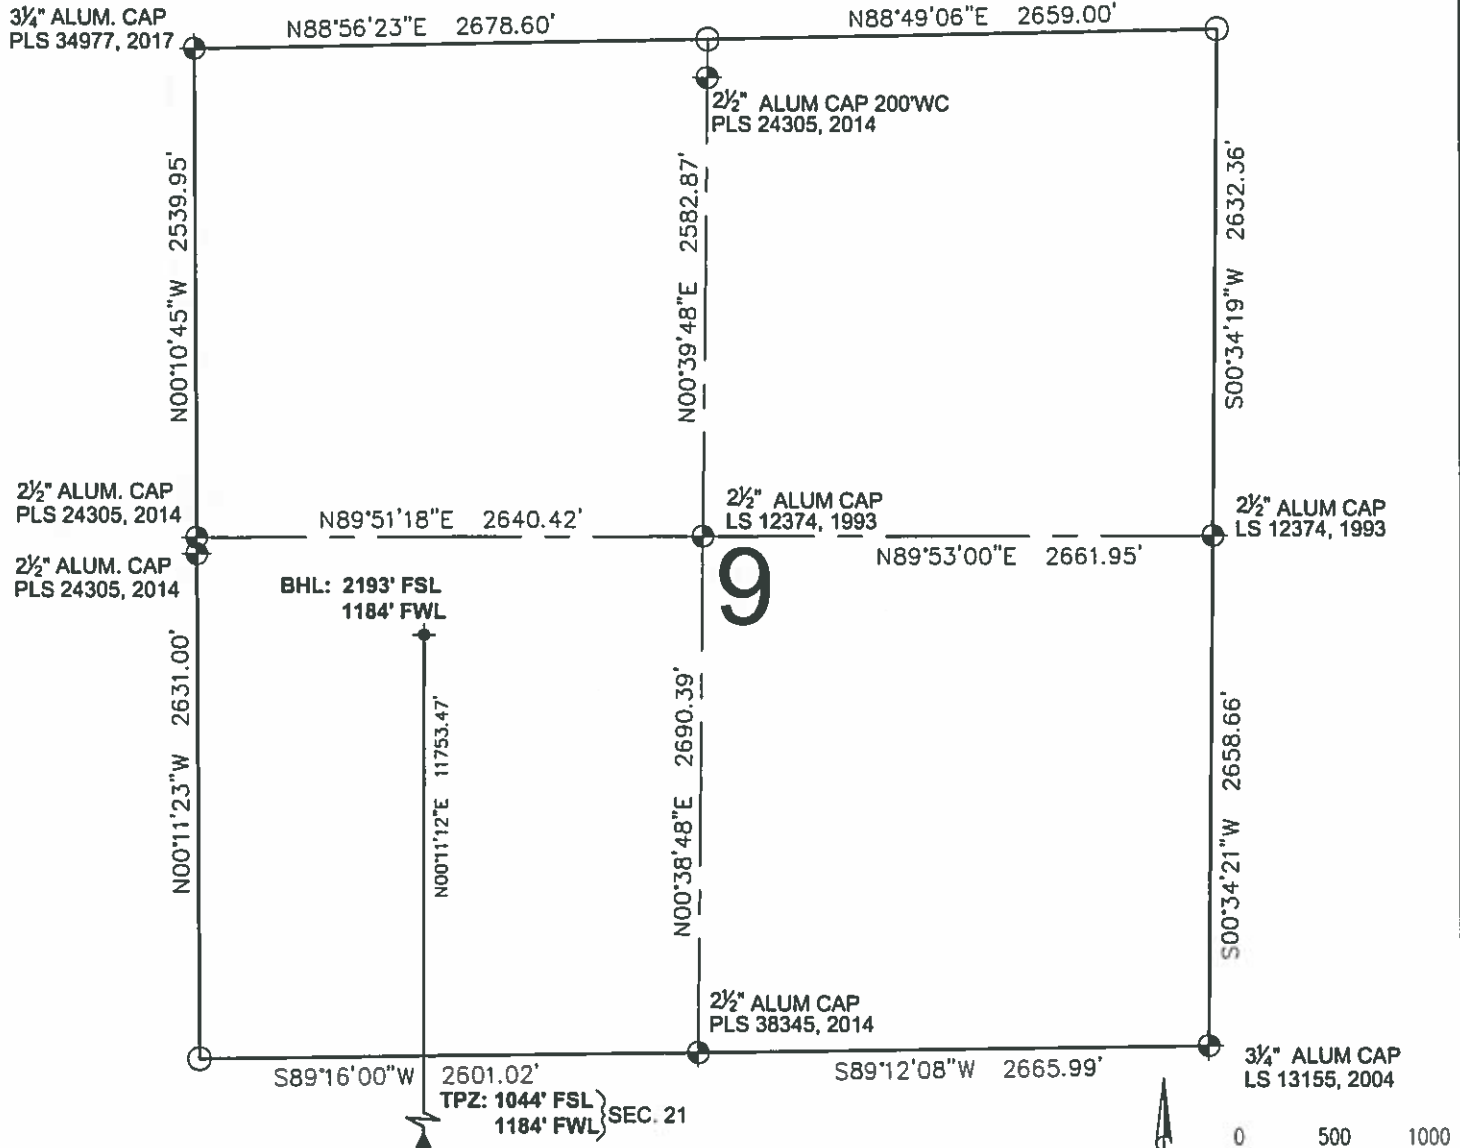 3¼" ALUM. CAP
PLS 34977, 2017
N88°56'23"E 2678.60'
N88°49'06"E 2659.00'
2½" ALUM CAP 200'WC
PLS 24305, 2014
N00°10'45"W 2539.95'
N00°39'48"E 2582.87'
S00°34'19"W 2632.36'
2½" ALUM. CAP
PLS 24305, 2014
N89°51'18"E 2640.42'
2½" ALUM CAP
LS 12374, 1993
2½" ALUM CAP
LS 12374, 1993
N89°53'00"E 2661.95'
2½" ALUM. CAP
PLS 24305, 2014
9
BHL: 2193' FSL
1184' FWL
N00°11'23"W 2631.00'
N00°11'12"E 11753.47'
N00°38'48"E 2690.39'
S00°34'21"W 2658.66'
2½" ALUM CAP
PLS 38345, 2014
S89°16'00"W 2601.02'
S89°12'08"W 2665.99'
3¼" ALUM CAP
LS 13155, 2004
TPZ: 1044' FSL
1184' FWL
SEC. 21
0 500 1000